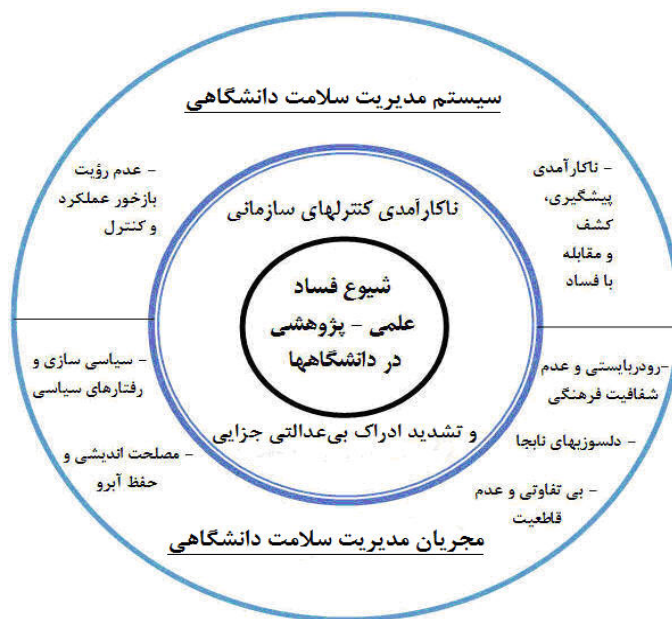 سیستم مدیریت سلامت دانشگاهی
- ناکارآمدی
پیشگیری،
کشف
و مقابله
با فساد
- عدم رؤیت
بازخور عملکرد
و کنترل
ناکارآمدی کنترلهای سازمانی
شیوع فساد
علمی - پژوهشی
در دانشگاهها
و تشدید ادراک بی‌عدالتی جزایی
-رودربایستی و عدم
شفافیت فرهنگی
- دلسوزیهای نابجا
- بی تفاوتی و عدم
قاطعیت
- سیاسی سازی و
رفتارهای سیاسی
- مصلحت اندیشی و
حفظ آبرو
مجریان مدیریت سلامت دانشگاهی